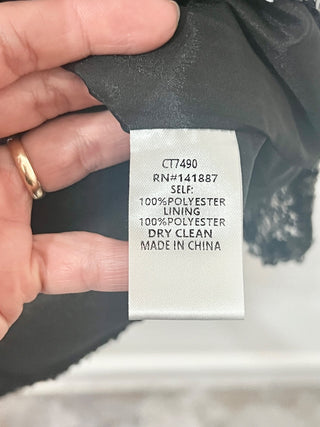 CT7490
RN#141887
SELF:
100%POLYESTER
LINING
100%POLYESTER
DRY CLEAN
MADE IN CHINA